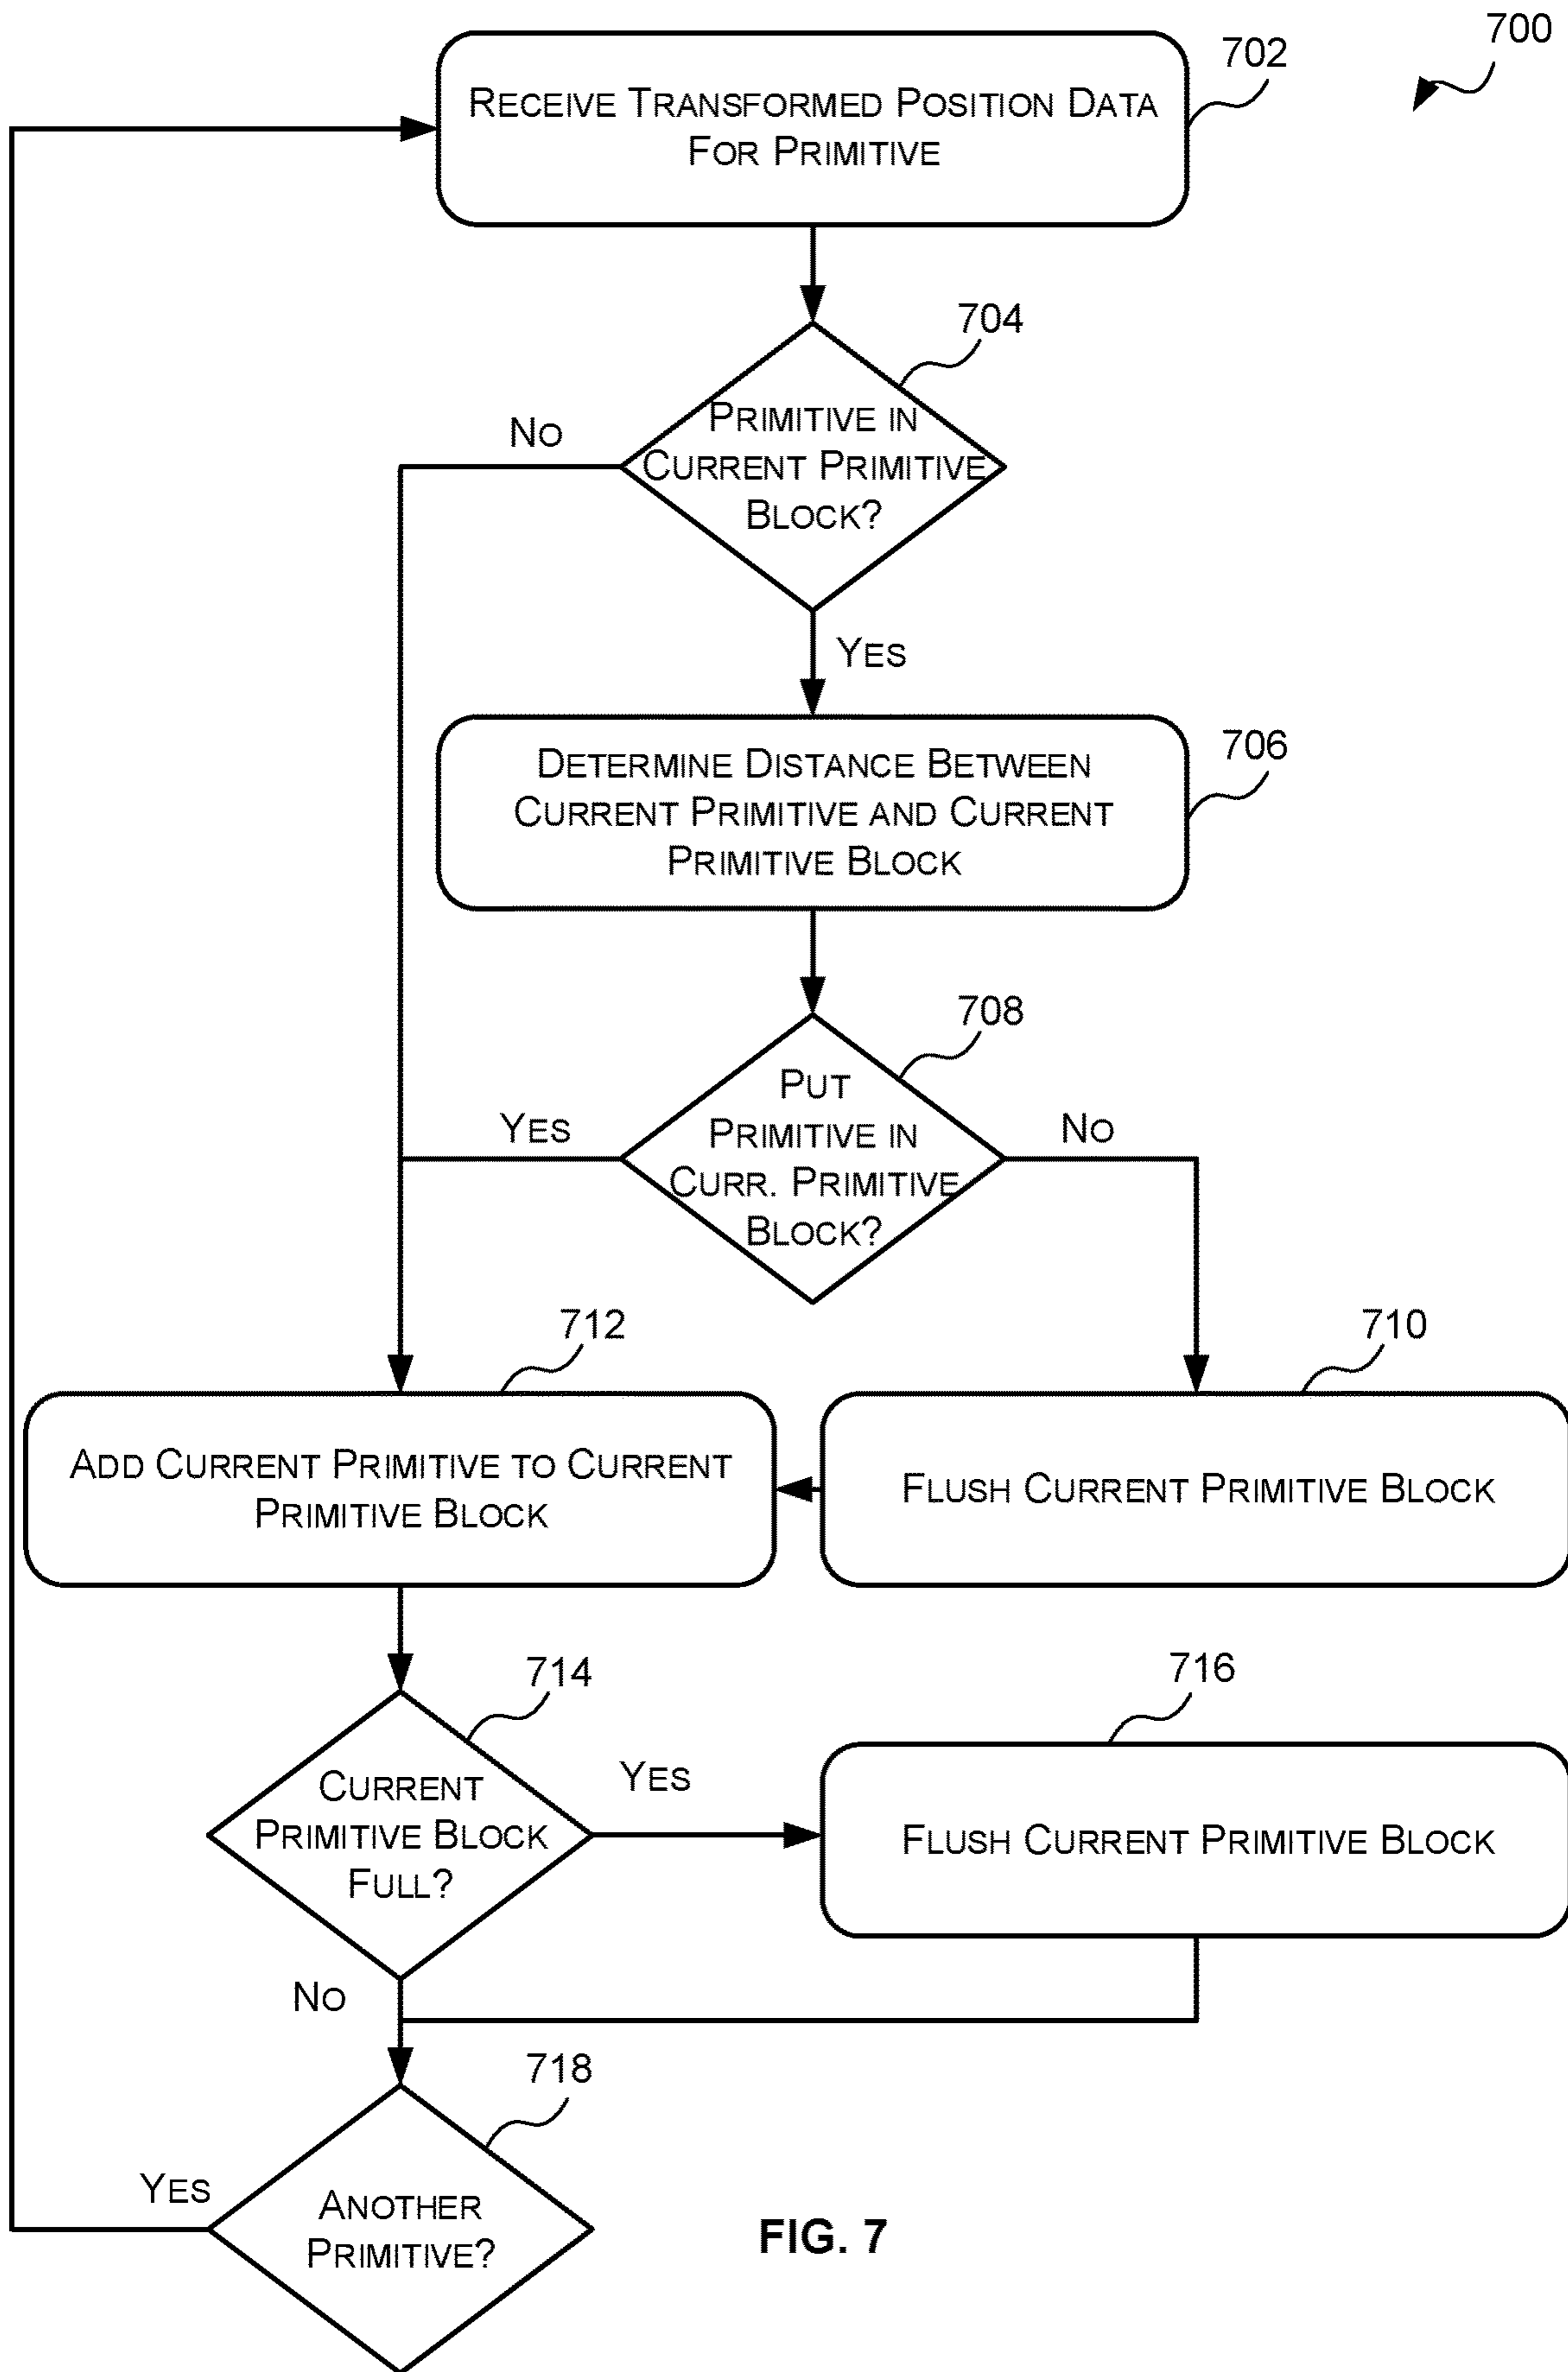 700
702
RECEIVE TRANSFORMED POSITION DATA
FOR PRIMITIVE
704
NO
PRIMITIVE IN
CURRENT PRIMITIVE
BLOCK?
YES
706
DETERMINE DISTANCE BETWEEN
CURRENT PRIMITIVE AND CURRENT
PRIMITIVE BLOCK
708
YES
PUT
PRIMITIVE IN
CURR. PRIMITIVE
BLOCK?
NO
712
710
ADD CURRENT PRIMITIVE TO CURRENT
PRIMITIVE BLOCK
FLUSH CURRENT PRIMITIVE BLOCK
714
716
CURRENT
PRIMITIVE BLOCK
FULL?
YES
FLUSH CURRENT PRIMITIVE BLOCK
NO
718
YES
ANOTHER
PRIMITIVE?
FIG. 7